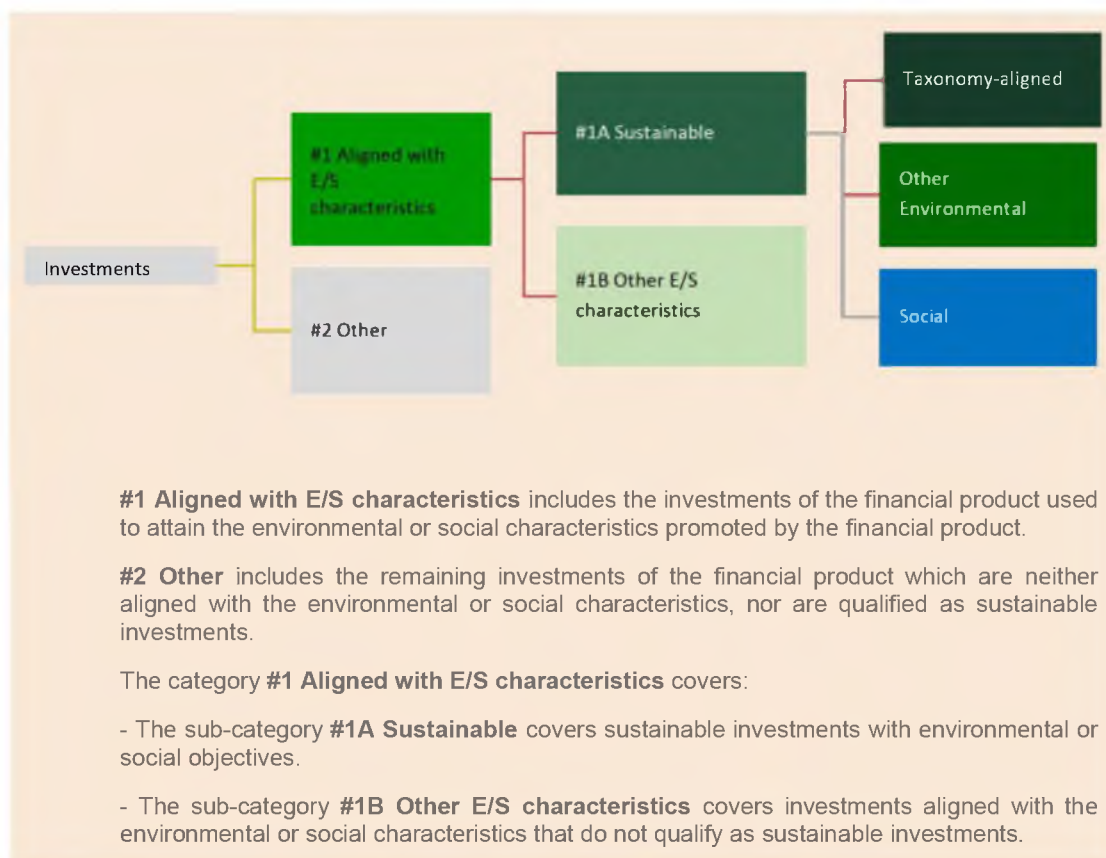 Investments
#1 Aligned with
E/S
characteristics
#2 Other
#1A Sustainable
#1B Other E/S
characteristics
Taxonomy-aligned
Other
Environmental
Social
#1 Aligned with E/S characteristics includes the investments of the financial product used
to attain the environmental or social characteristics promoted by the financial product.
#2 Other includes the remaining investments of the financial product which are neither
aligned with the environmental or social characteristics, nor are qualified as sustainable
investments.
The category #1 Aligned with E/S characteristics covers:
- The sub-category #1A Sustainable covers sustainable investments with environmental or
social objectives.
- The sub-category #1B Other E/S characteristics covers investments aligned with the
environmental or social characteristics that do not qualify as sustainable investments.